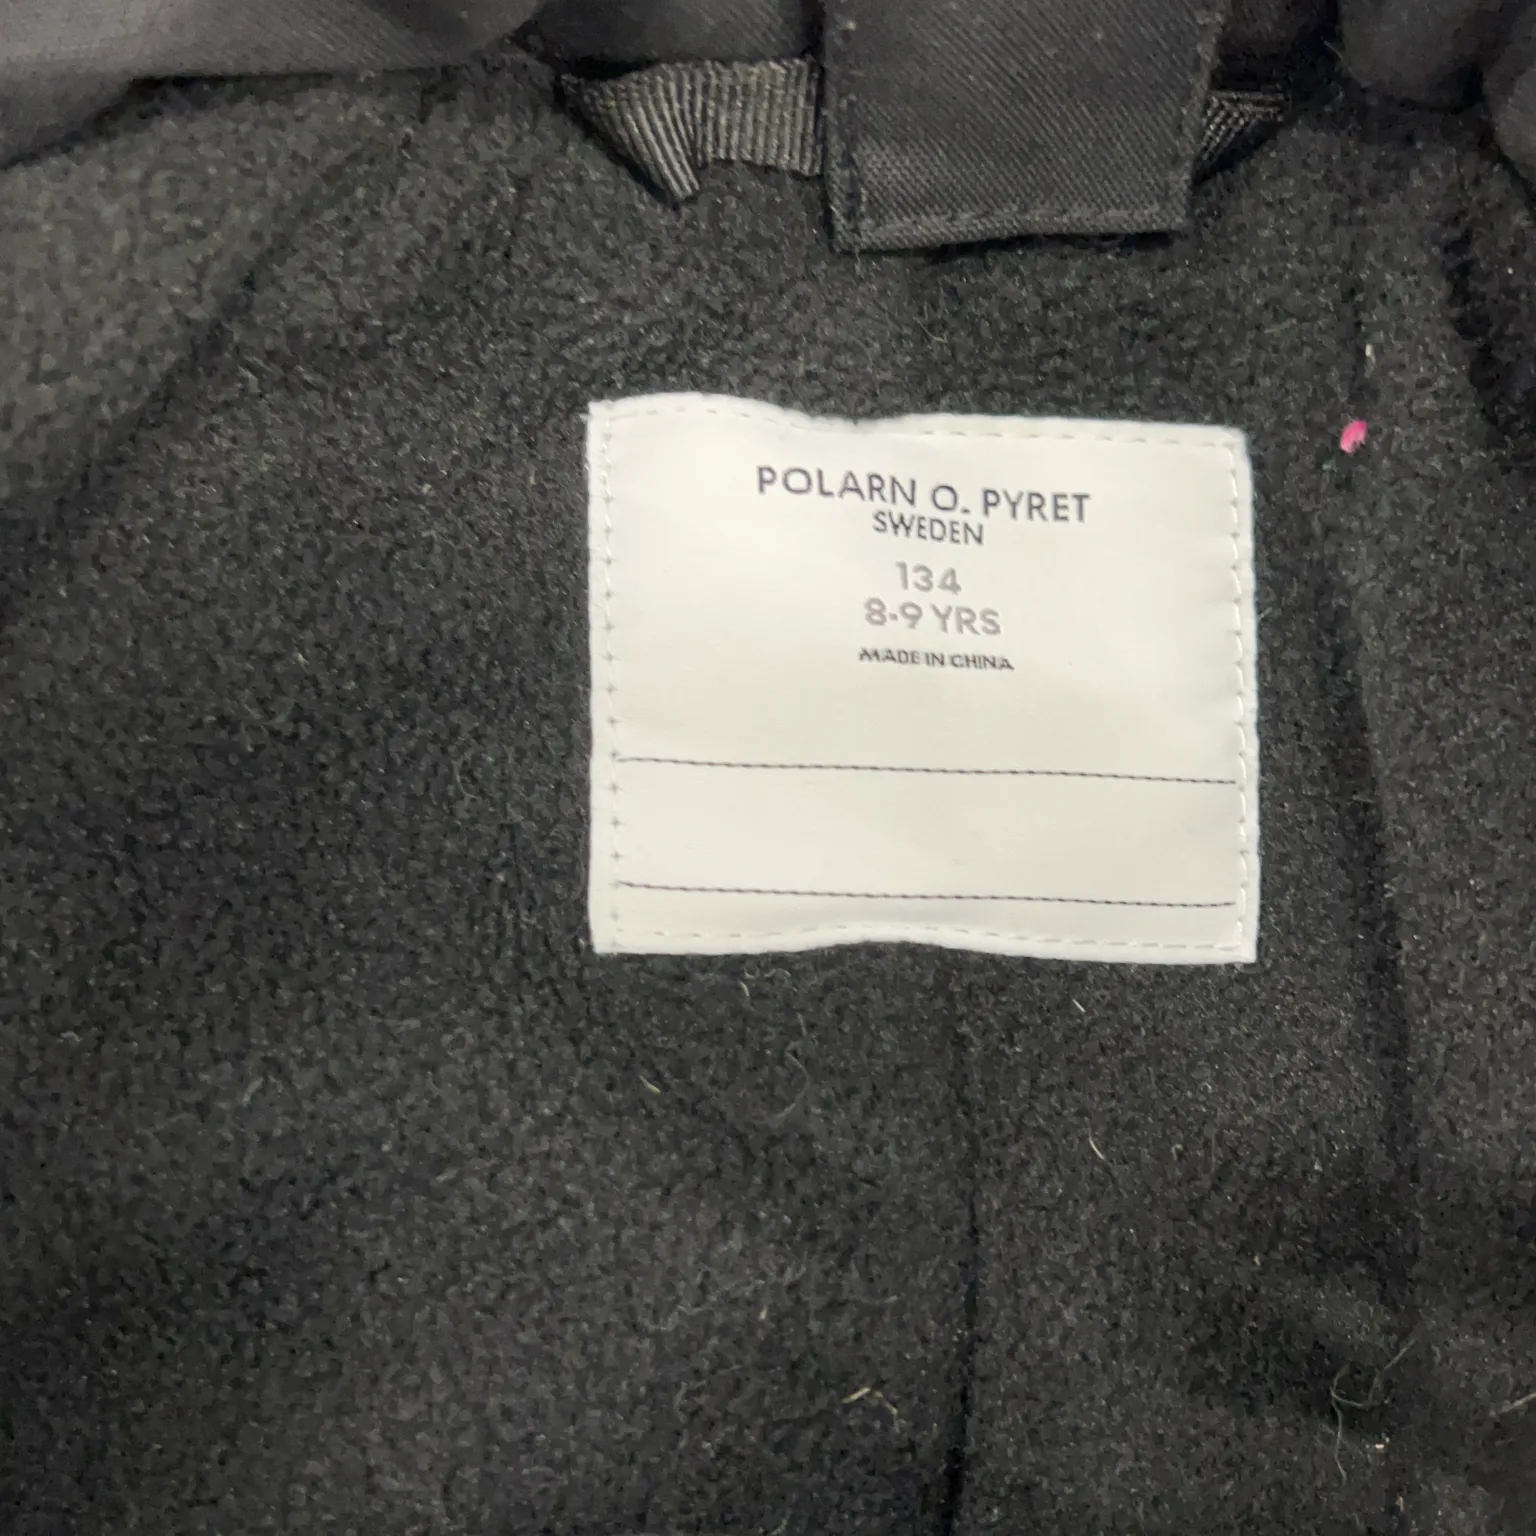 POLARN O. PYRET
SWEDEN
134
8-9 YRS
MADE IN CHINA